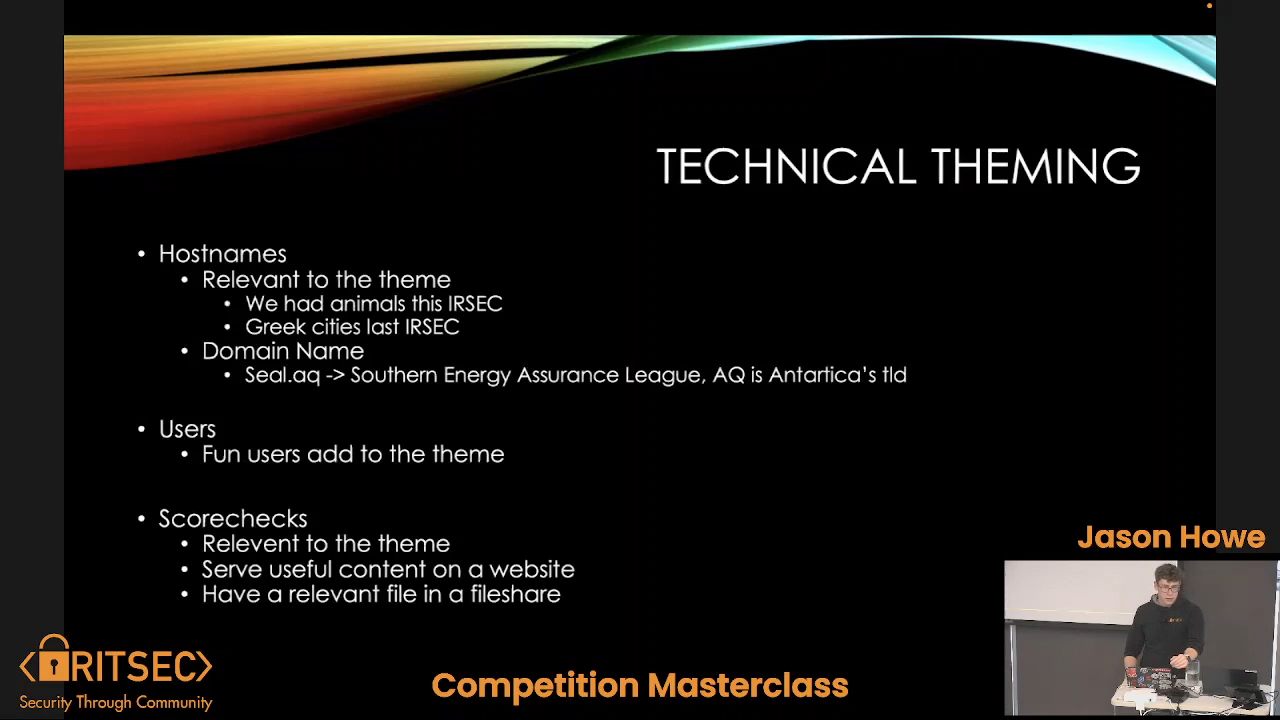 TECHNICAL THEMING
• Hostnames
• Relevant to the theme
• We had animals this IRSEC
• Greek cities last IRSEC
• Domain Name
• Seal.aq -> Southern Energy Assurance League, AQ is Antartica's tld
• Users
• Fun users add to the theme
• Scorechecks
• Relevent to the theme
• Serve useful content on a website
• Have a relevant file in a fileshare
Jason Howe
RITSEC
Security Through Community
Competition Masterclass